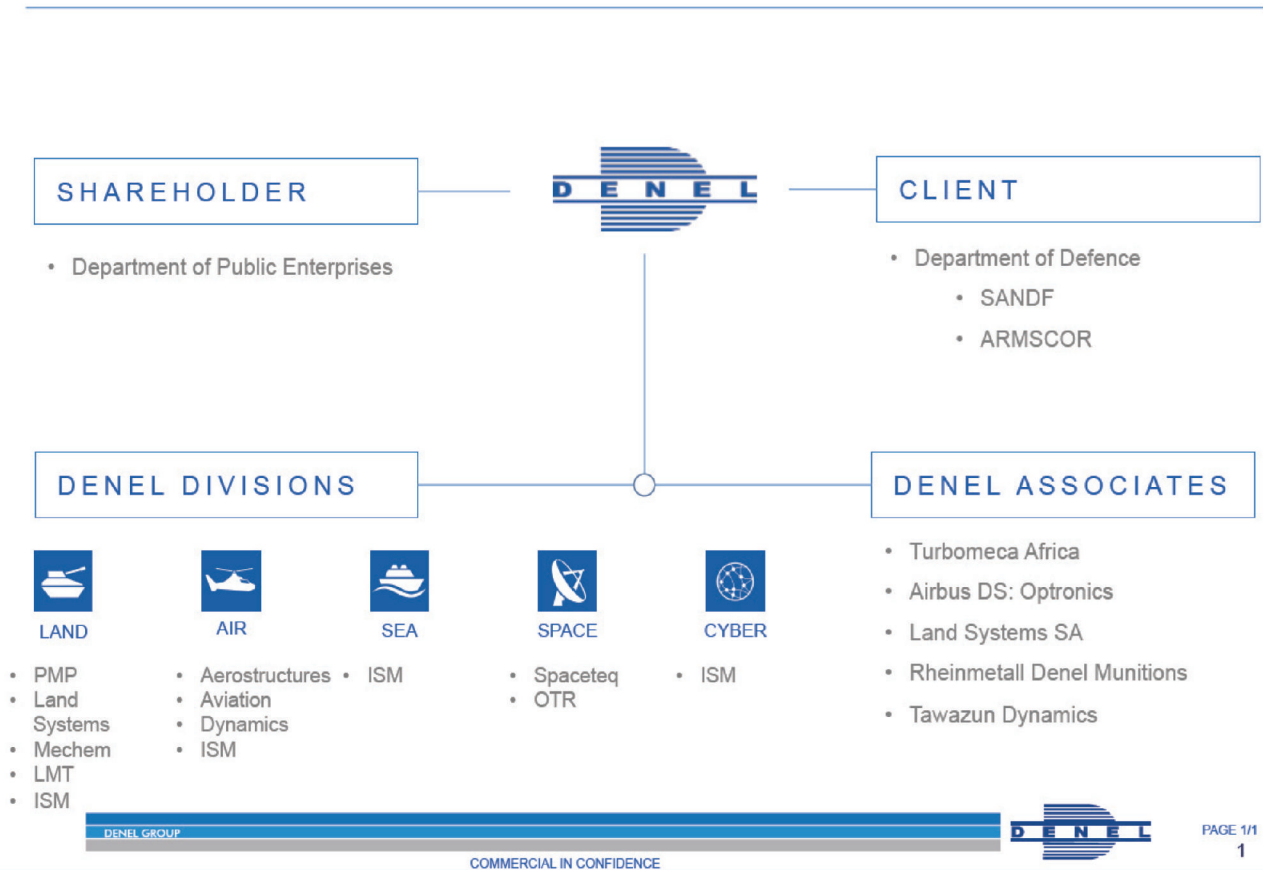 SHAREHOLDER
DENEL
CLIENT
• Department of Public Enterprises
• Department of Defence
• SANDF
• ARMSCOR
DENEL DIVISIONS
DENEL ASSOCIATES
LAND
• PMP
• Land
Systems
• Mechem
• LMT
• ISM
AIR
• Aerostructures
• Aviation
• Dynamics
• ISM
SEA
• ISM
SPACE
• Spaceteq
• OTR
CYBER
• ISM
• Turbomeca Africa
• Airbus DS: Optronics
• Land Systems SA
• Rheinmetall Denel Munitions
• Tawazun Dynamics
DENEL GROUP
DENEL
PAGE 1/1
1
COMMERCIAL IN CONFIDENCE